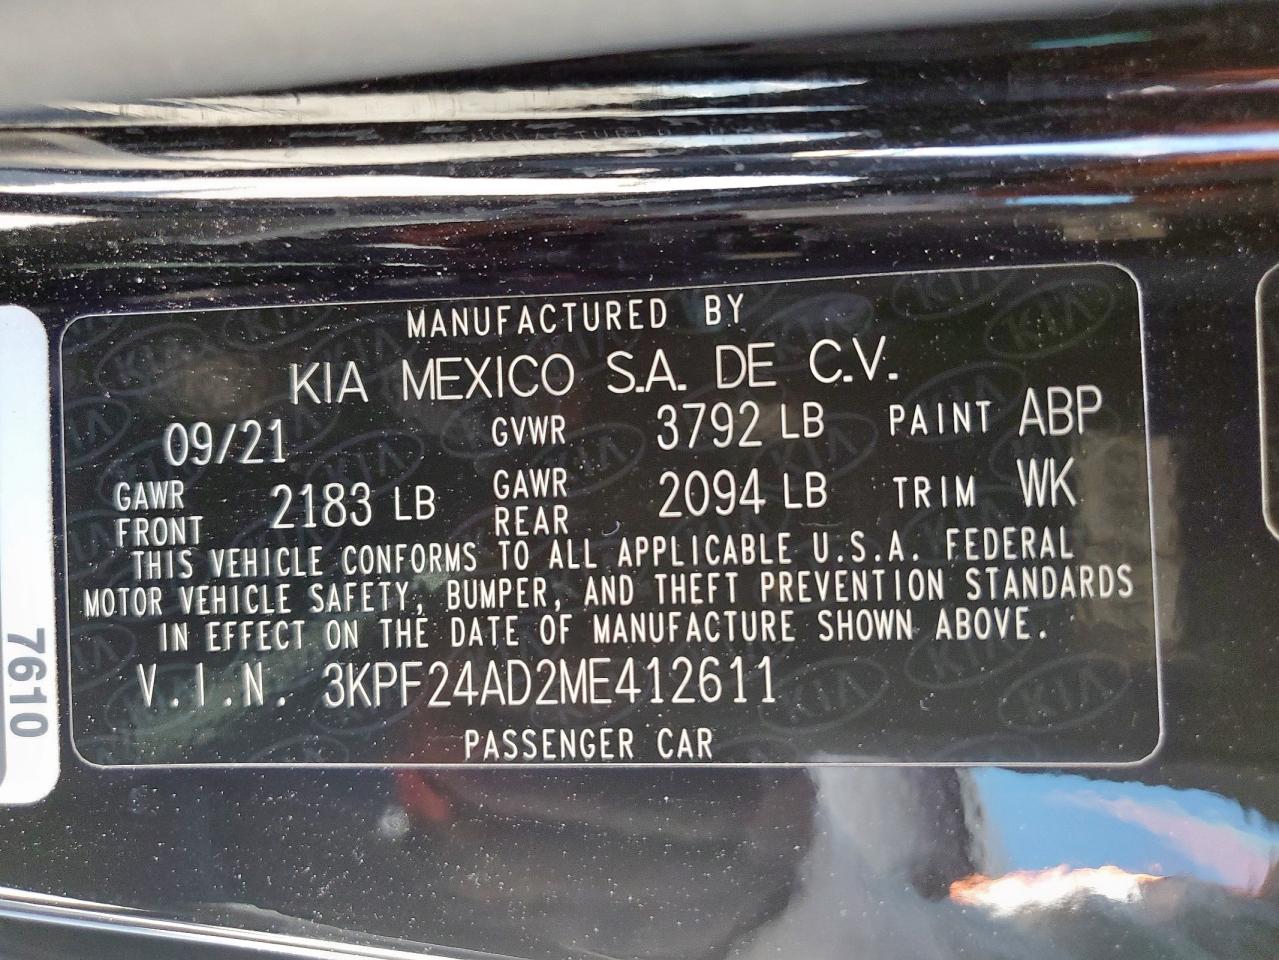 MANUFACTURED BY
KIA MEXICO S.A. DE C.V.
09/21 GVWR 3792 LB PAINT ABP
GAWR FRONT 2183 LB GAWR REAR 2094 LB TRIM WK
THIS VEHICLE CONFORMS TO ALL APPLICABLE U.S.A. FEDERAL
MOTOR VEHICLE SAFETY, BUMPER, AND THEFT PREVENTION STANDARDS
IN EFFECT ON THE DATE OF MANUFACTURE SHOWN ABOVE.
V.I.N. 3KPF24AD2ME412611
PASSENGER CAR
7610